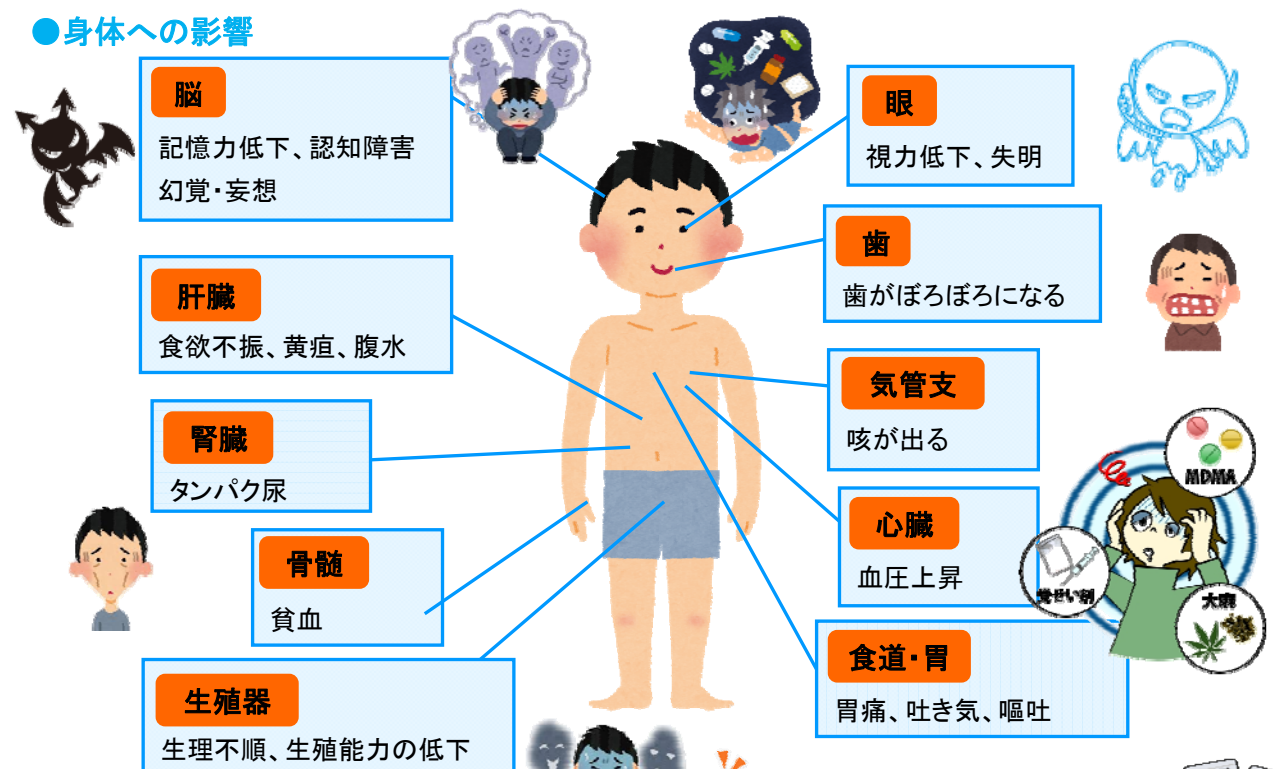 ●身体への影響
脳
記憶力低下、認知障害
幻覚・妄想
眼
視力低下、失明
歯
歯がぼろぼろになる
肝臓
食欲不振、黄疸、腹水
気管支
咳が出る
腎臓
タンパク尿
心臓
血圧上昇
骨髄
貧血
食道・胃
胃痛、吐き気、嘔吐
生殖器
生理不順、生殖能力の低下
MDMA
覚せい剤
大麻